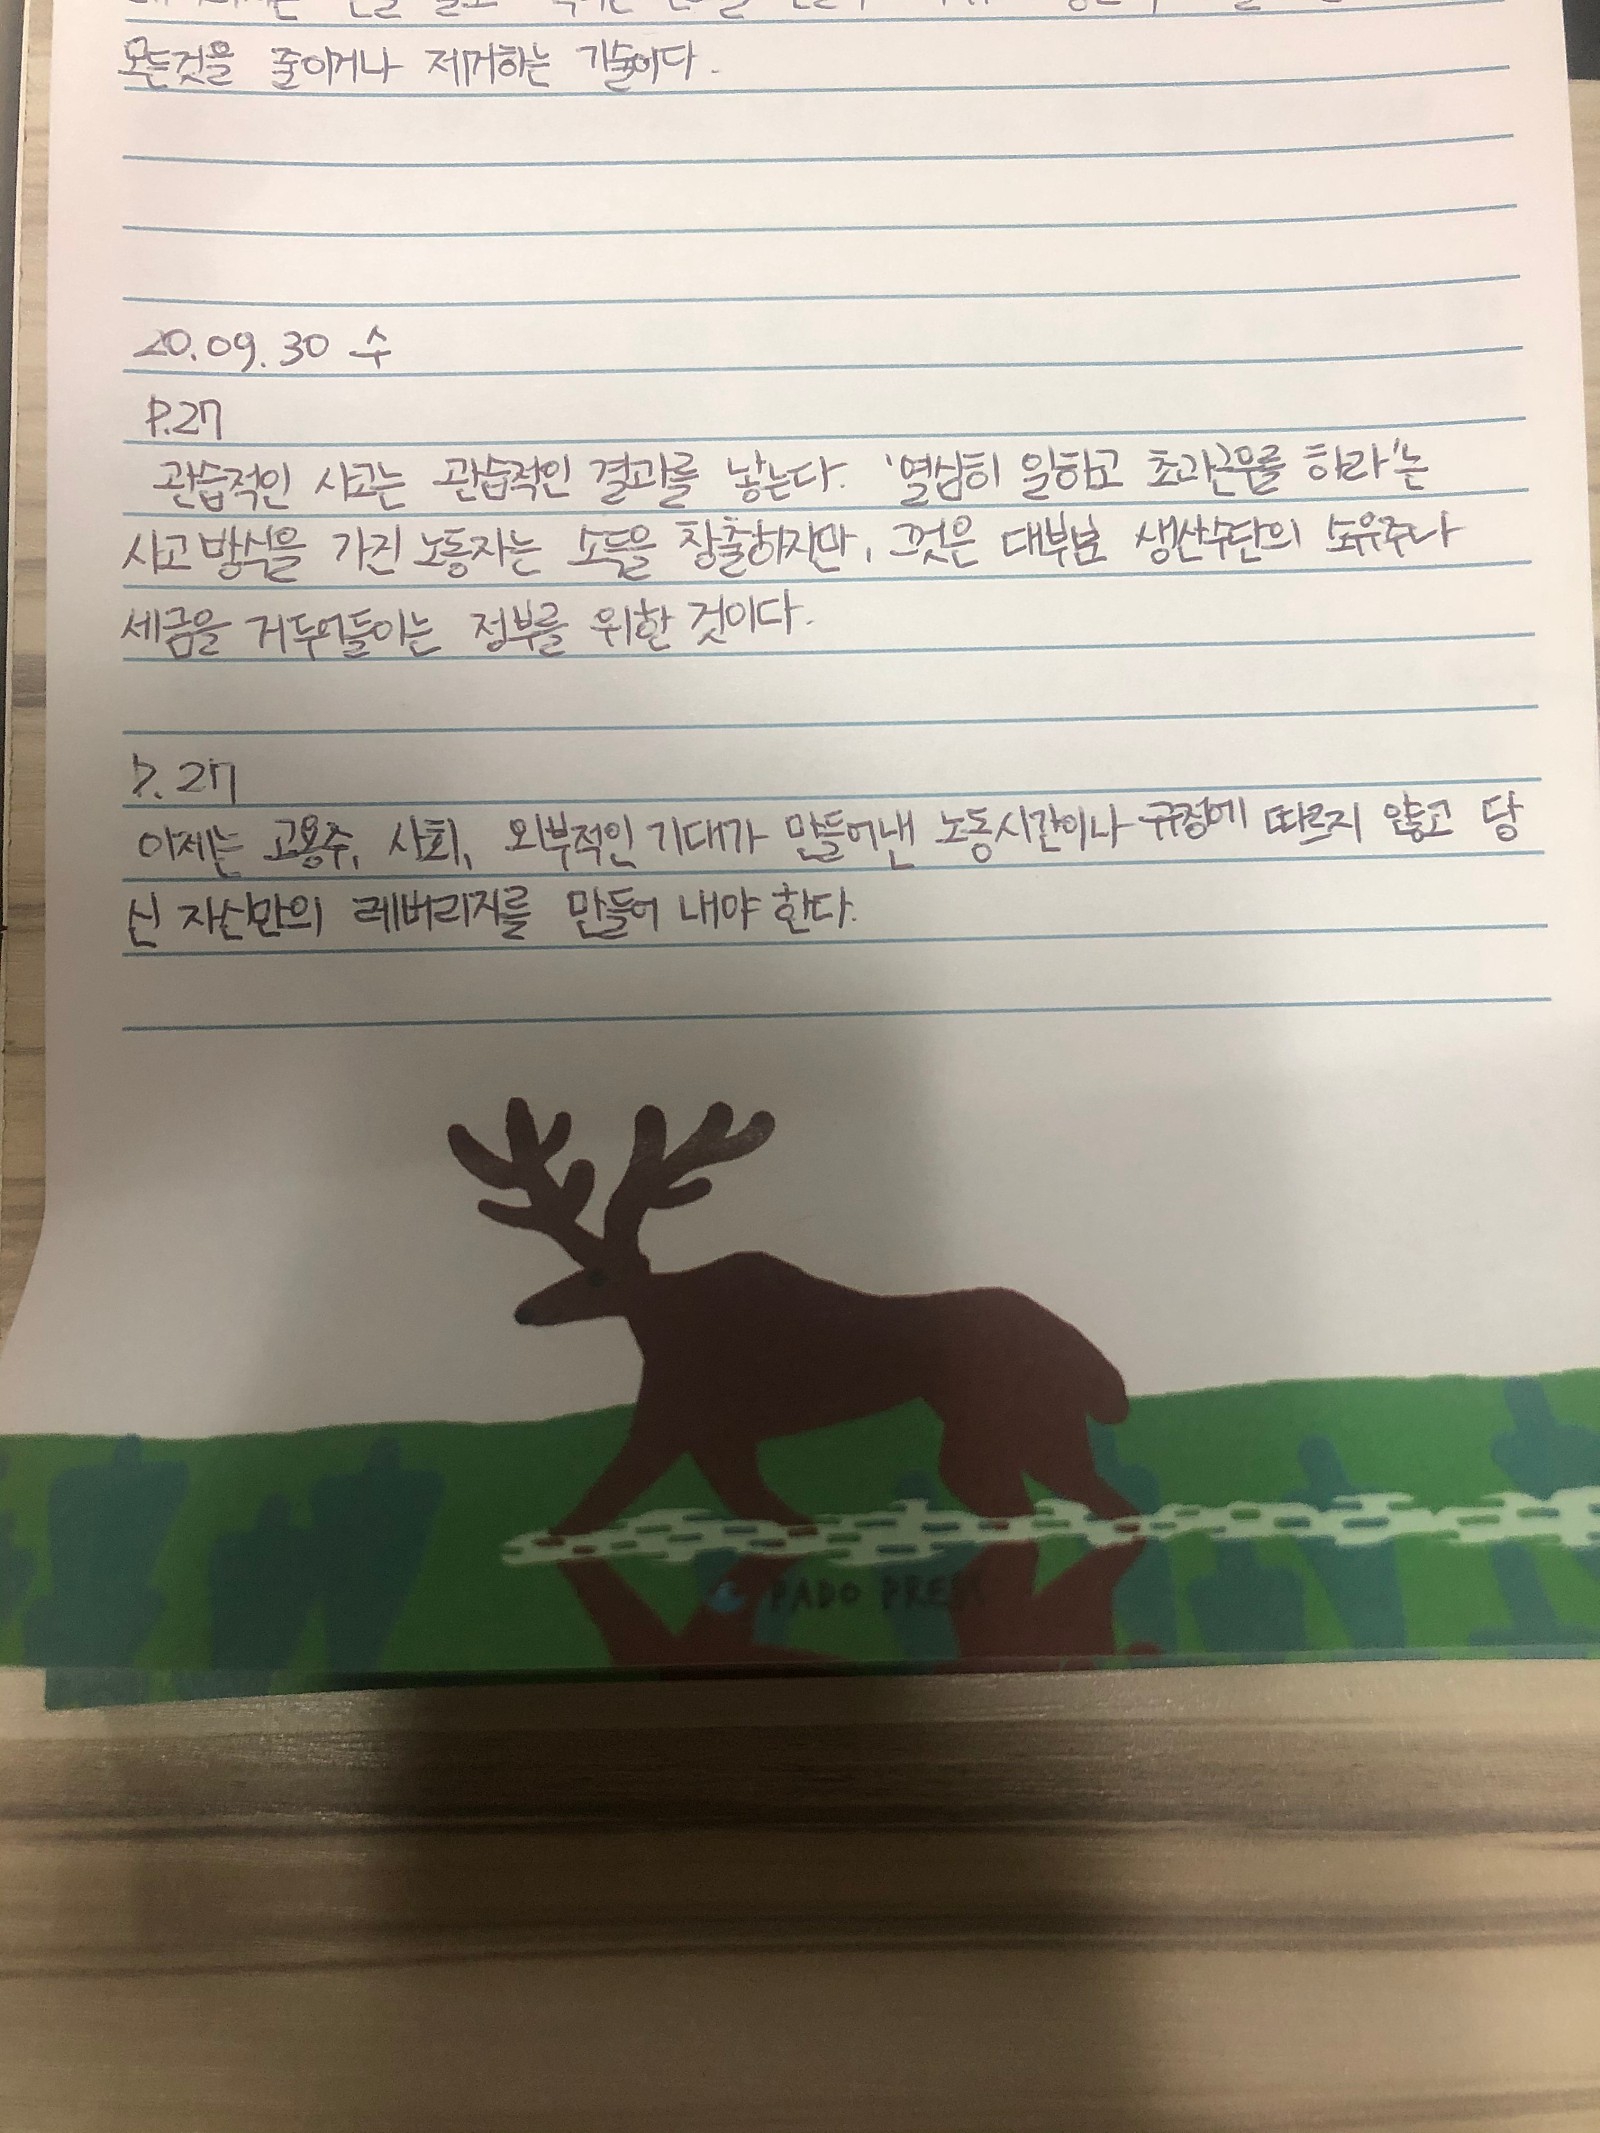 모든것을 줄이거나 제거하는 기술이다.
20.09.30 수
P.27
관습적인 사고는 관습적인 결과를 낳는다. '열심히 일하고 초과근무를 하라'는
사고방식을 가진 노동자는 소득을 창출하지만, 그것은 대부분 생산수단의 소유주나
세금을 거두어들이는 정부를 위한 것이다.
P.27
이제는 고용주, 사회, 외부적인 기대가 만들어낸 노동시간이나 규정에 따르지 않고 당
신 자신만의 레버리지를 만들어 내야 한다.
PADO PRESS